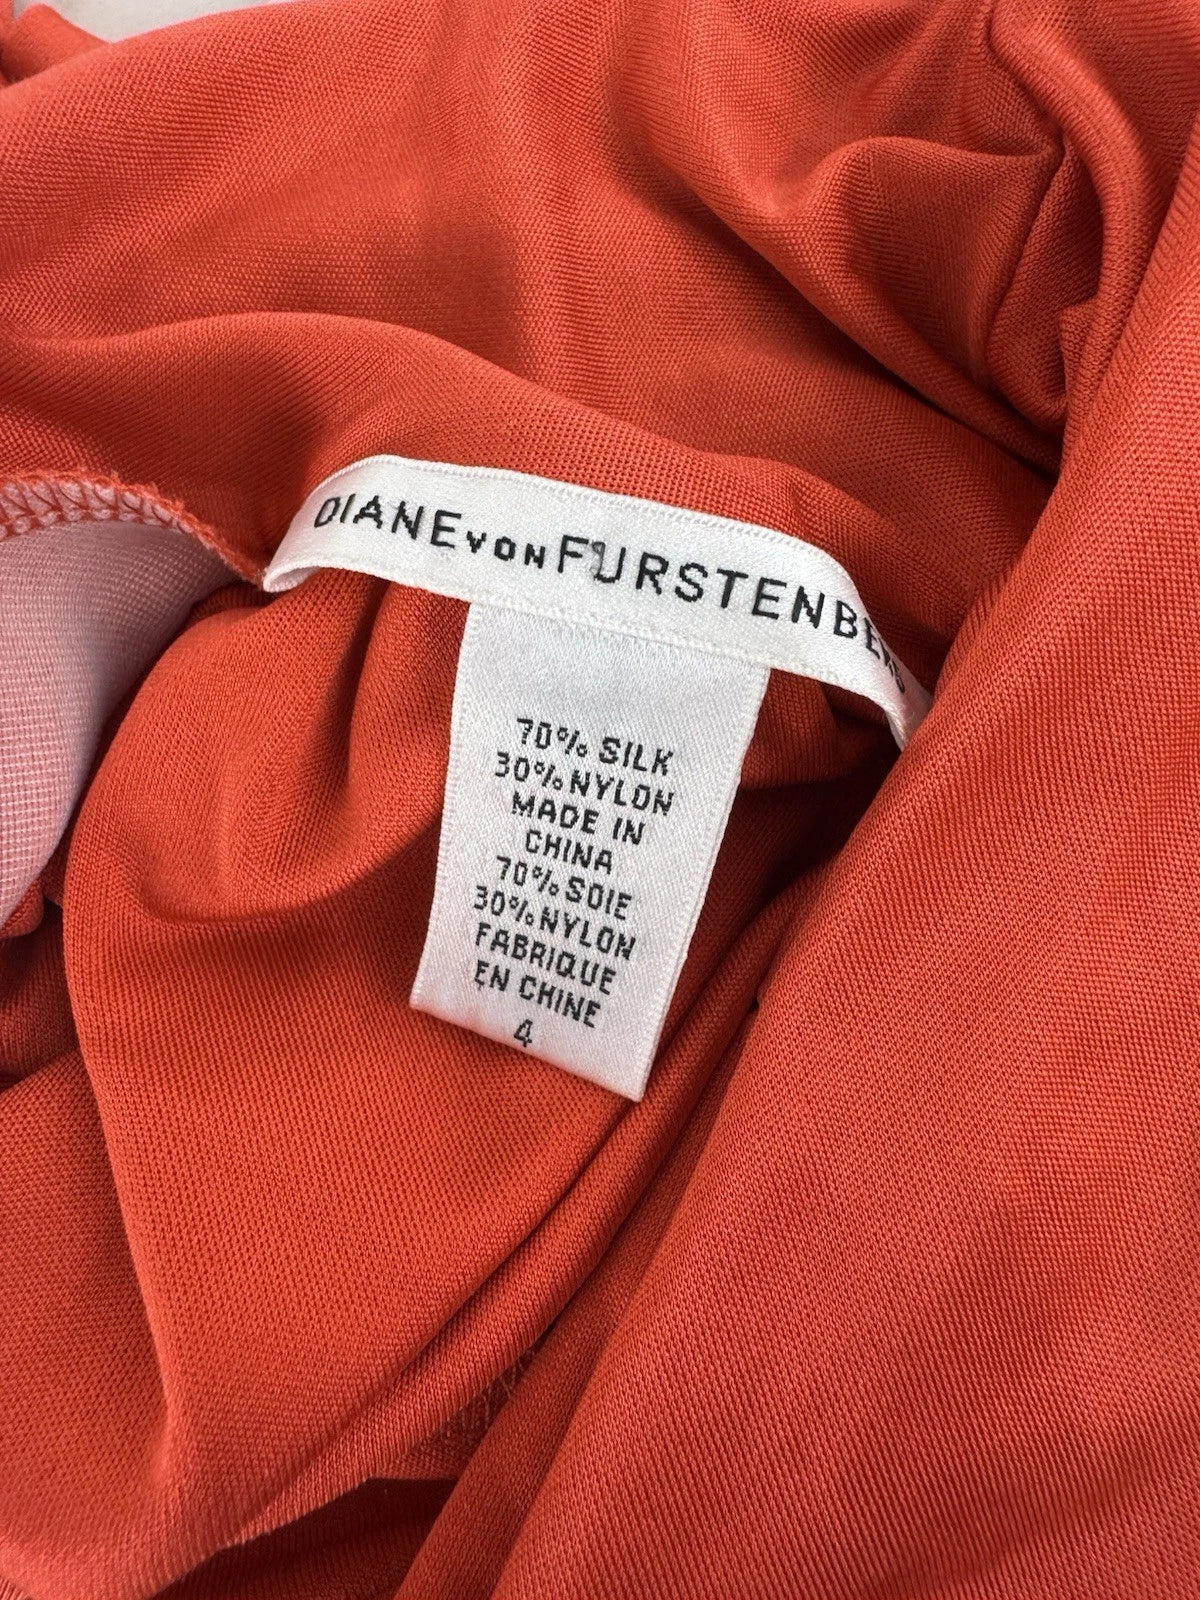 DIANE VON FURSTENBERG
70% SILK
30% NYLON
MADE IN
CHINA
70% SOIE
30% NYLON
FABRIQUE
EN CHINE
4